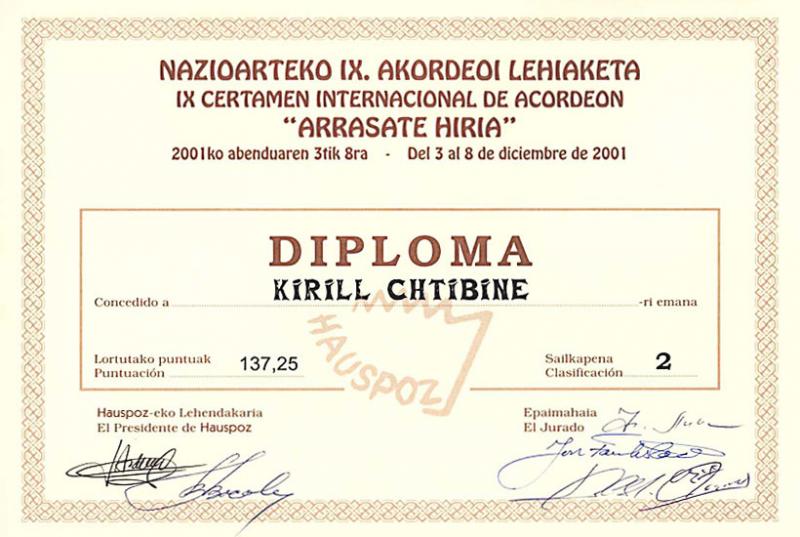 NAZIOARTEKO IX. AKORDEOI LEHIAKETA
IX CERTAMEN INTERNACIONAL DE ACORDEON
“ARRASATE HIRIA”
2001ko abenduaren 3tik 8ra - Del 3 al 8 de diciembre de 2001
DIPLOMA
KIRILL CHTIBINE
Concedido a -ri emana
HAUSPOZ
Lortutako puntuak
Puntuación 137,25
Sailkapena
Clasificación 2
Hauspoz-eko Lehendakaria
El Presidente de Hauspoz
Epaimahaia
El Jurado